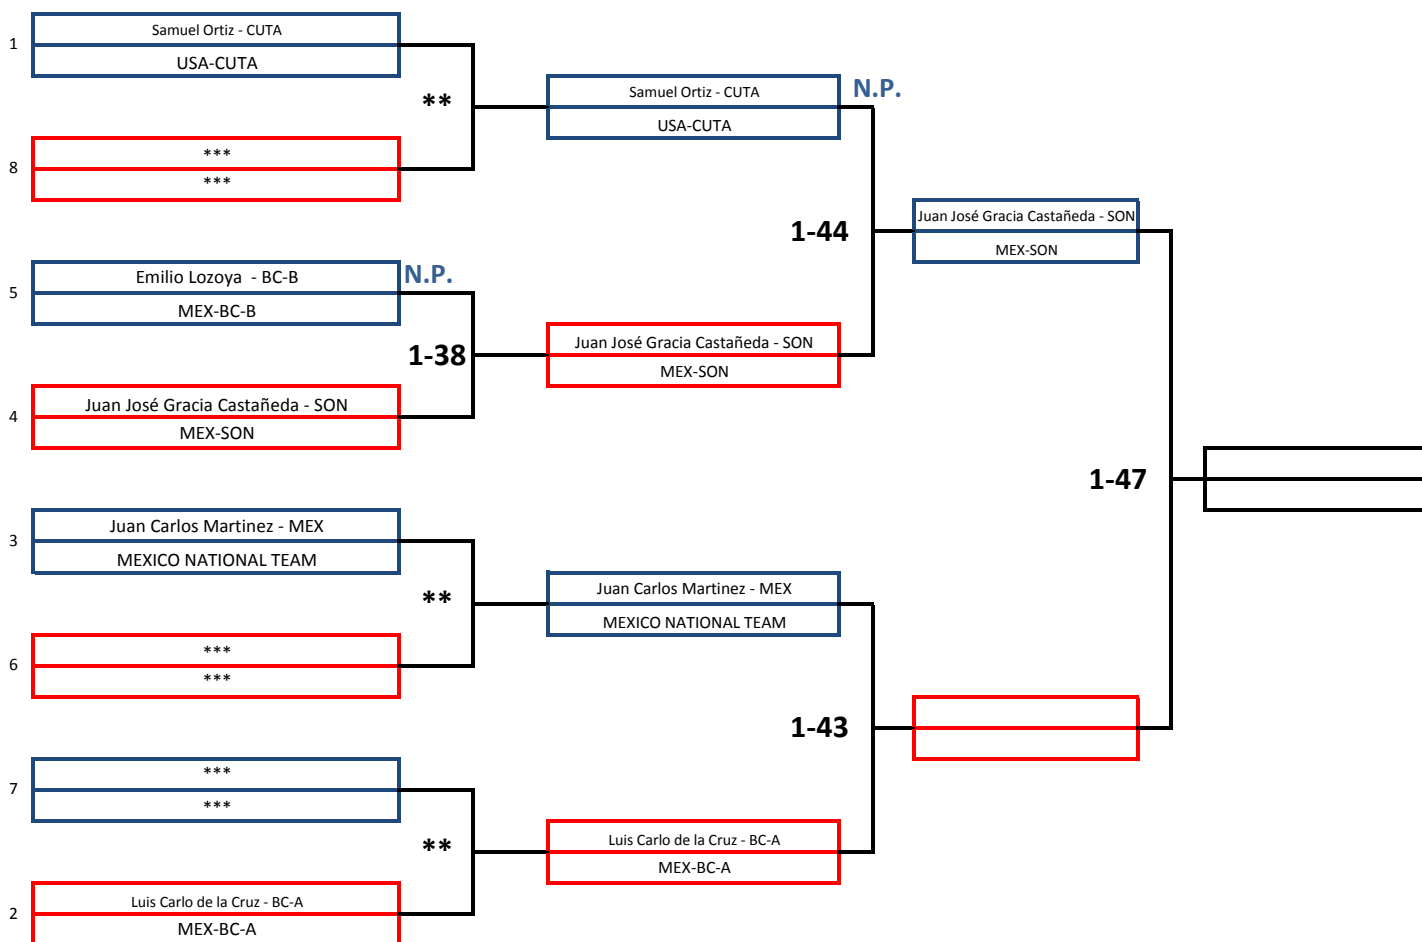 1
Samuel Ortiz - CUTA
USA-CUTA
**
8
***
***
5
Emilio Lozoya - BC-B
MEX-BC-B
N.P.
1-38
4
Juan José Gracia Castañeda - SON
MEX-SON
3
Juan Carlos Martinez - MEX
MEXICO NATIONAL TEAM
**
6
***
***
7
***
***
**
2
Luis Carlo de la Cruz - BC-A
MEX-BC-A
Samuel Ortiz - CUTA
USA-CUTA
N.P.
1-44
Juan José Gracia Castañeda - SON
MEX-SON
Juan Carlos Martinez - MEX
MEXICO NATIONAL TEAM
1-43
Luis Carlo de la Cruz - BC-A
MEX-BC-A
Juan José Gracia Castañeda - SON
MEX-SON
1-47